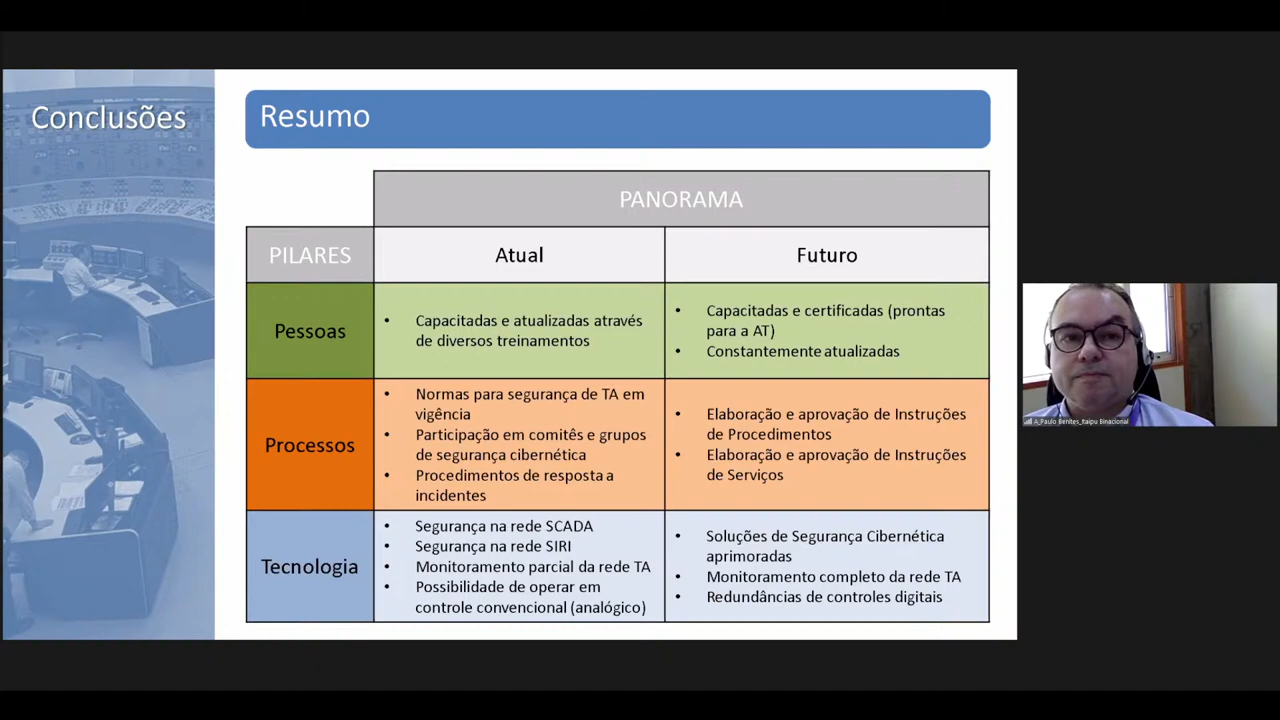 Conclusões
Resumo
PANORAMA
PILARES
Atual
Futuro
Pessoas
• Capacitadas e atualizadas através
de diversos treinamentos
• Capacitadas e certificadas (prontas
para a AT)
• Constantemente atualizadas
Processos
• Normas para segurança de TA em
vigência
• Participação em comitês e grupos
de segurança cibernética
• Procedimentos de resposta a
incidentes
• Elaboração e aprovação de Instruções
de Procedimentos
• Elaboração e aprovação de Instruções
de Serviços
Tecnologia
• Segurança na rede SCADA
• Segurança na rede SIRI
• Monitoramento parcial da rede TA
• Possibilidade de operar em
controle convencional (analógico)
• Soluções de Segurança Cibernética
aprimoradas
• Monitoramento completo da rede TA
• Redundâncias de controles digitais
A_Paulo Benites_Itaipu Binacional